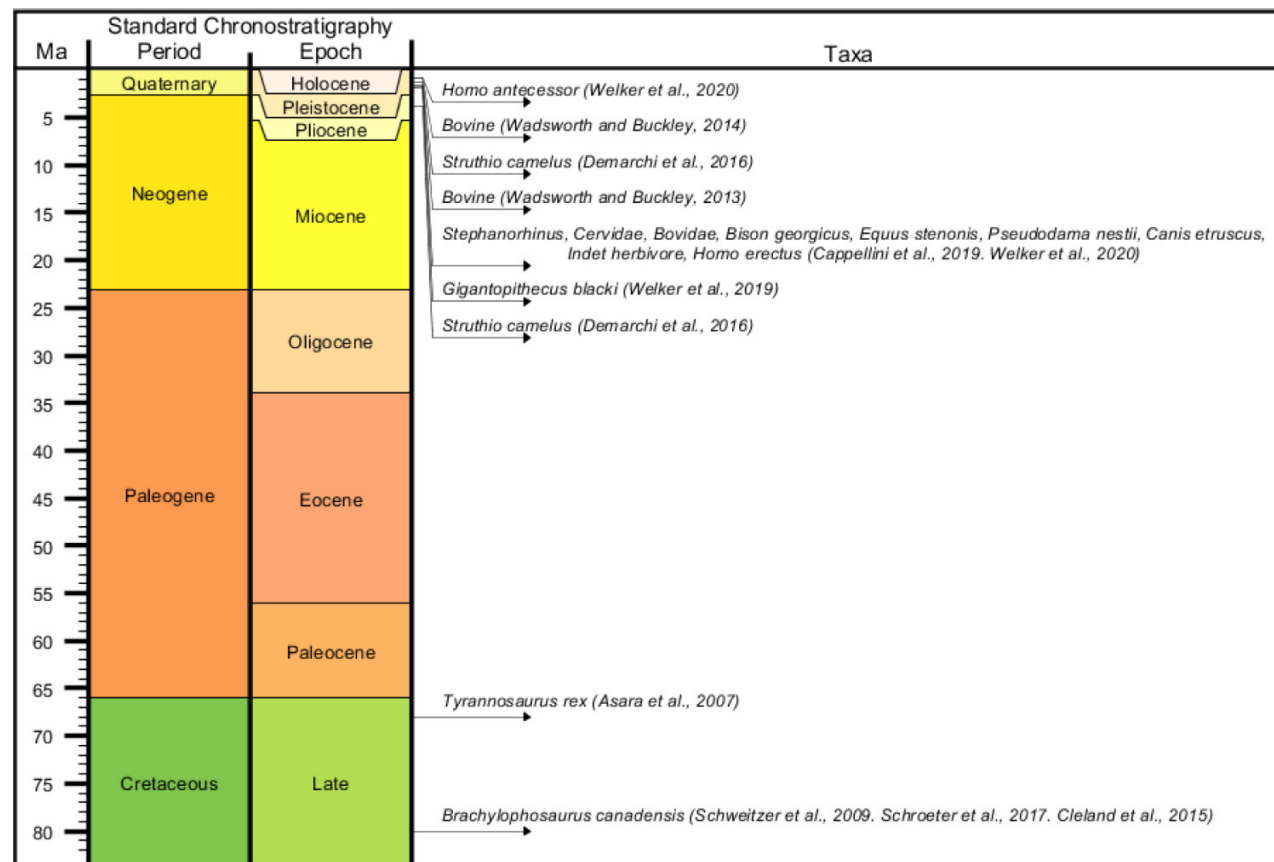 Standard Chronostratigraphy
Ma Period Epoch Taxa
Quaternary Holocene
Homo antecessor (Welker et al., 2020)
Pleistocene
5
Bovine (Wadsworth and Buckley, 2014)
Pliocene
10
Struthio camelus (Demarchi et al., 2016)
Neogene
Bovine (Wadsworth and Buckley, 2013)
15
Miocene
Stephanorhinus, Cervidae, Bovidae, Bison georgicus, Equus stenonis, Pseudodama nestii, Canis etruscus,
Indet herbivore, Homo erectus (Cappellini et al., 2019. Welker et al., 2020)
20
Gigantopithecus blacki (Welker et al., 2019)
25
Struthio camelus (Demarchi et al., 2016)
Oligocene
30
35
40
45
Paleogene Eocene
50
55
60
Paleocene
65
Tyrannosaurus rex (Asara et al., 2007)
70
75
Cretaceous Late
Brachylophosaurus canadensis (Schweitzer et al., 2009. Schroeter et al., 2017. Cleland et al., 2015)
80